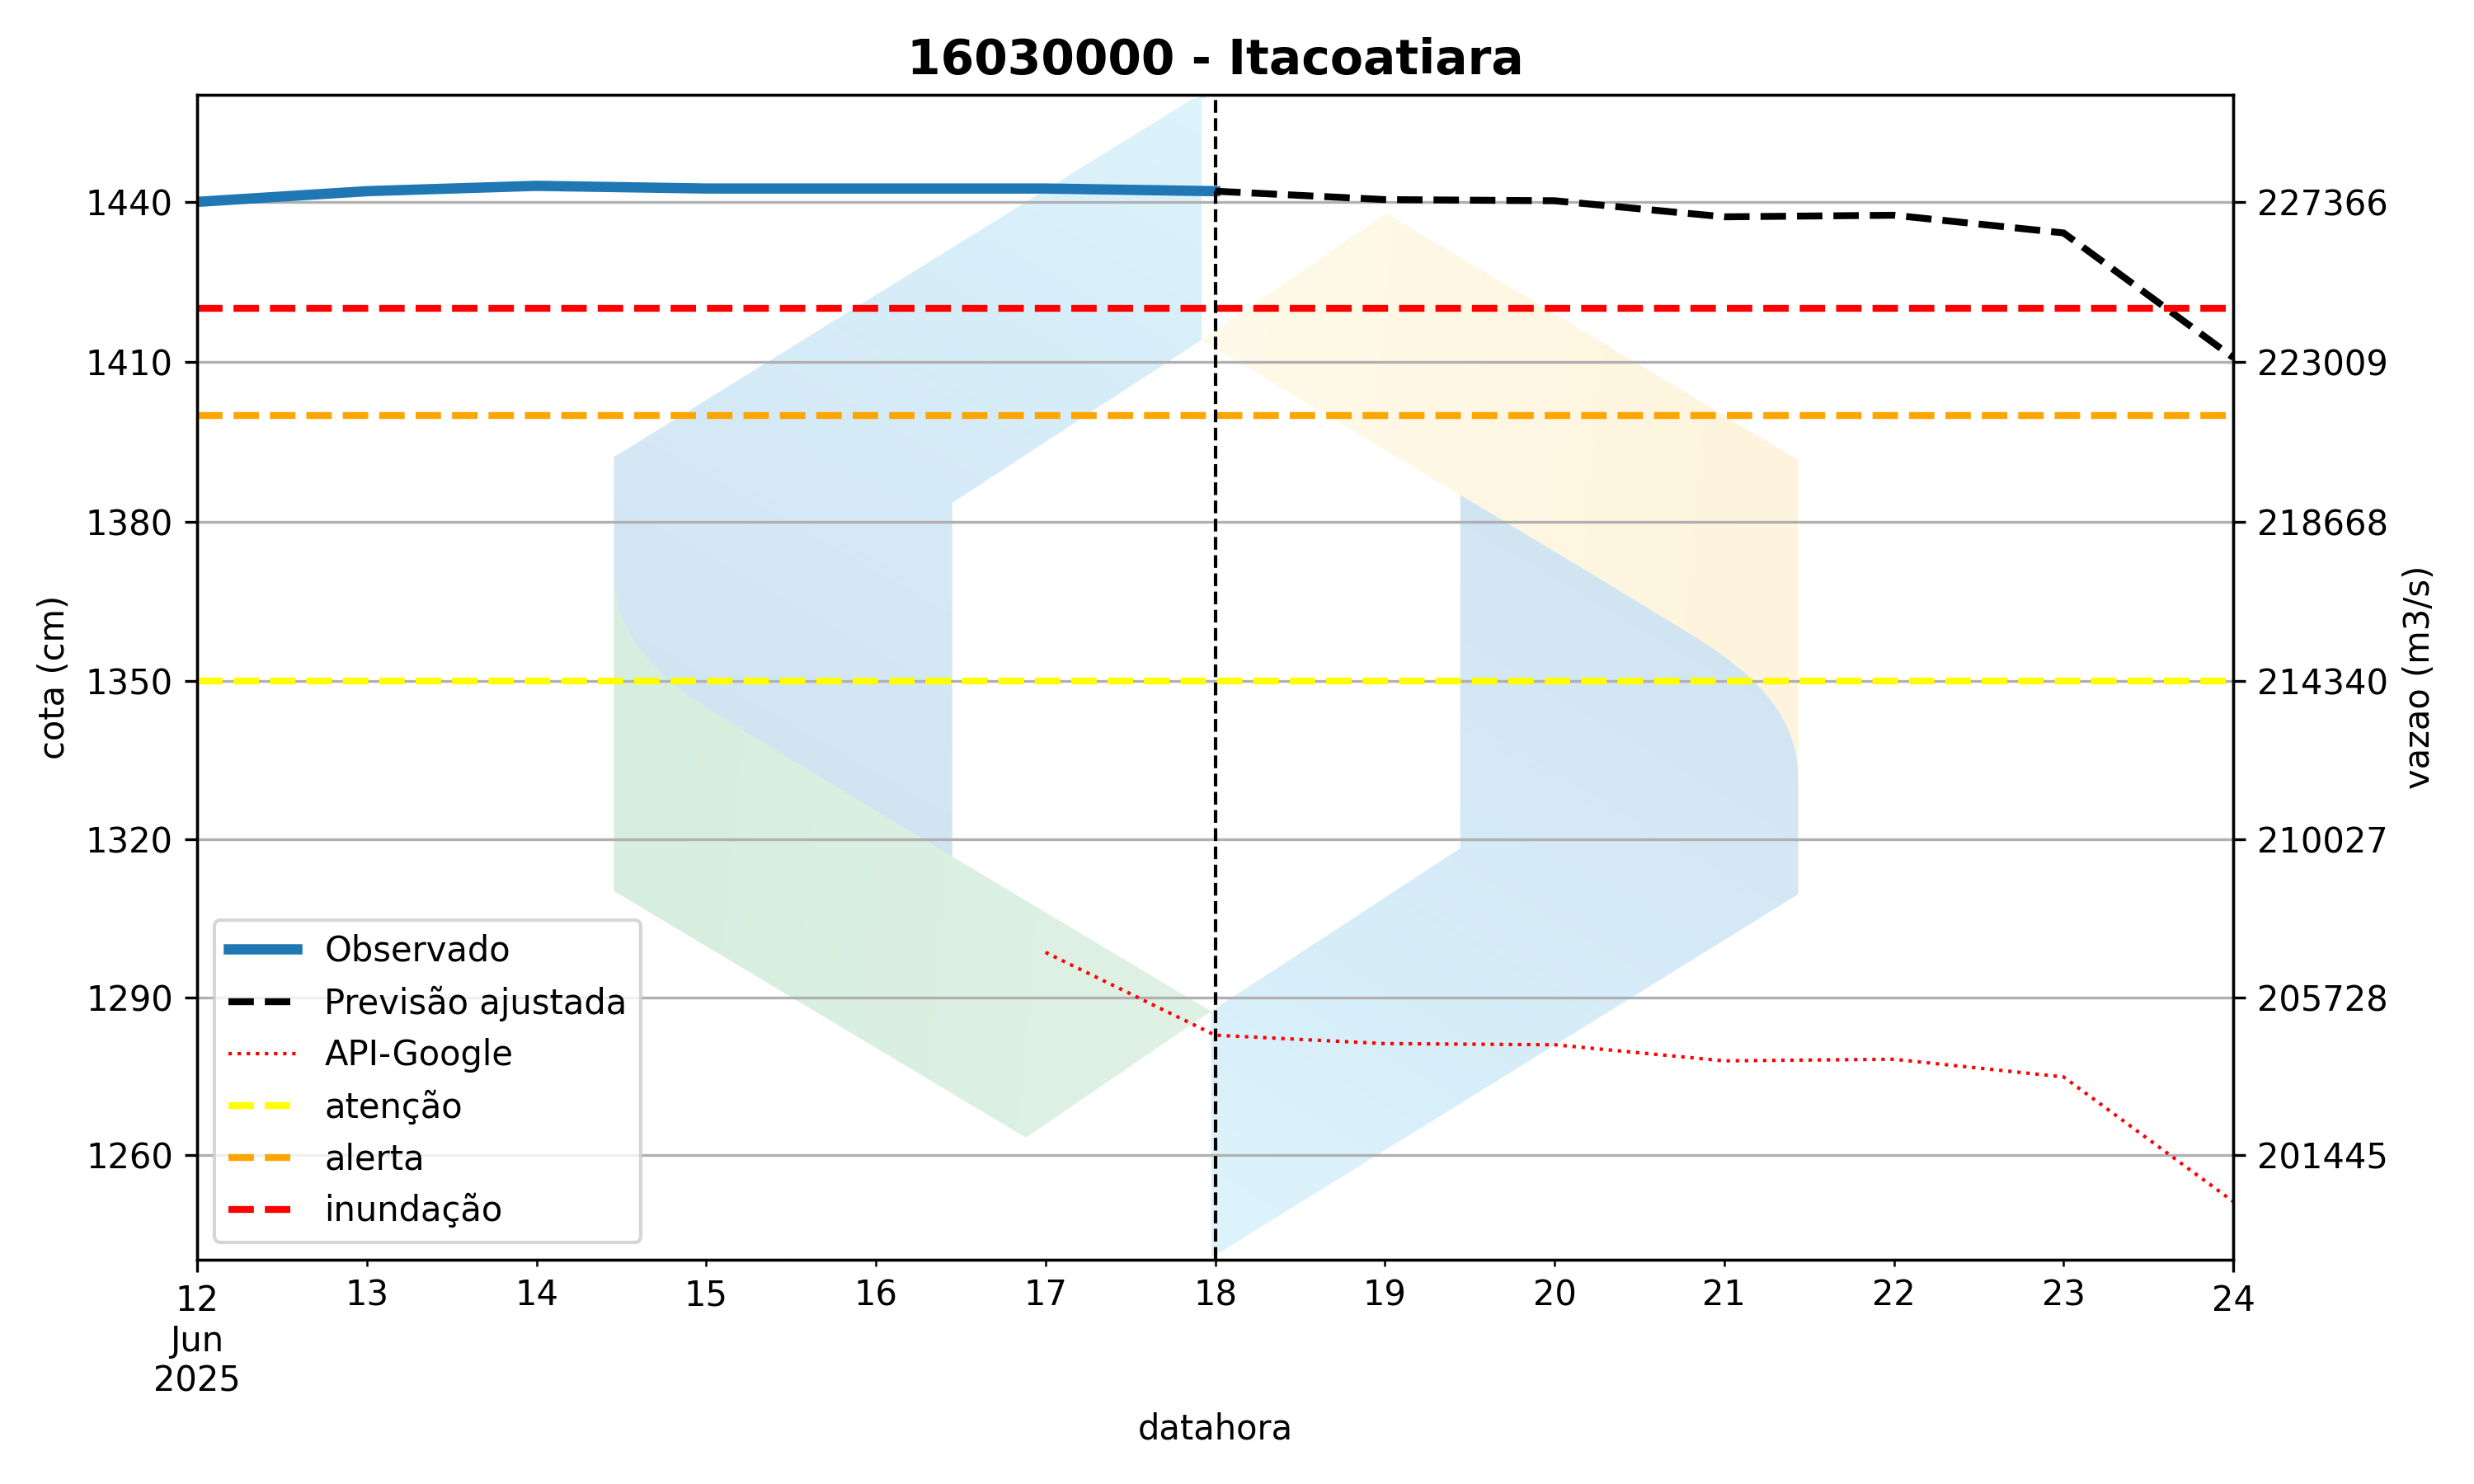 16030000 - Itacoatiara
1440
1410
1380
1350
1320
1290
1260
cota (cm)
227366
223009
218668
214340
210027
205728
201445
vazao (m3/s)
Observado
Previsão ajustada
API-Google
atenção
alerta
inundação
12 13 14 15 16 17 18 19 20 21 22 23 24
Jun
2025
datahora